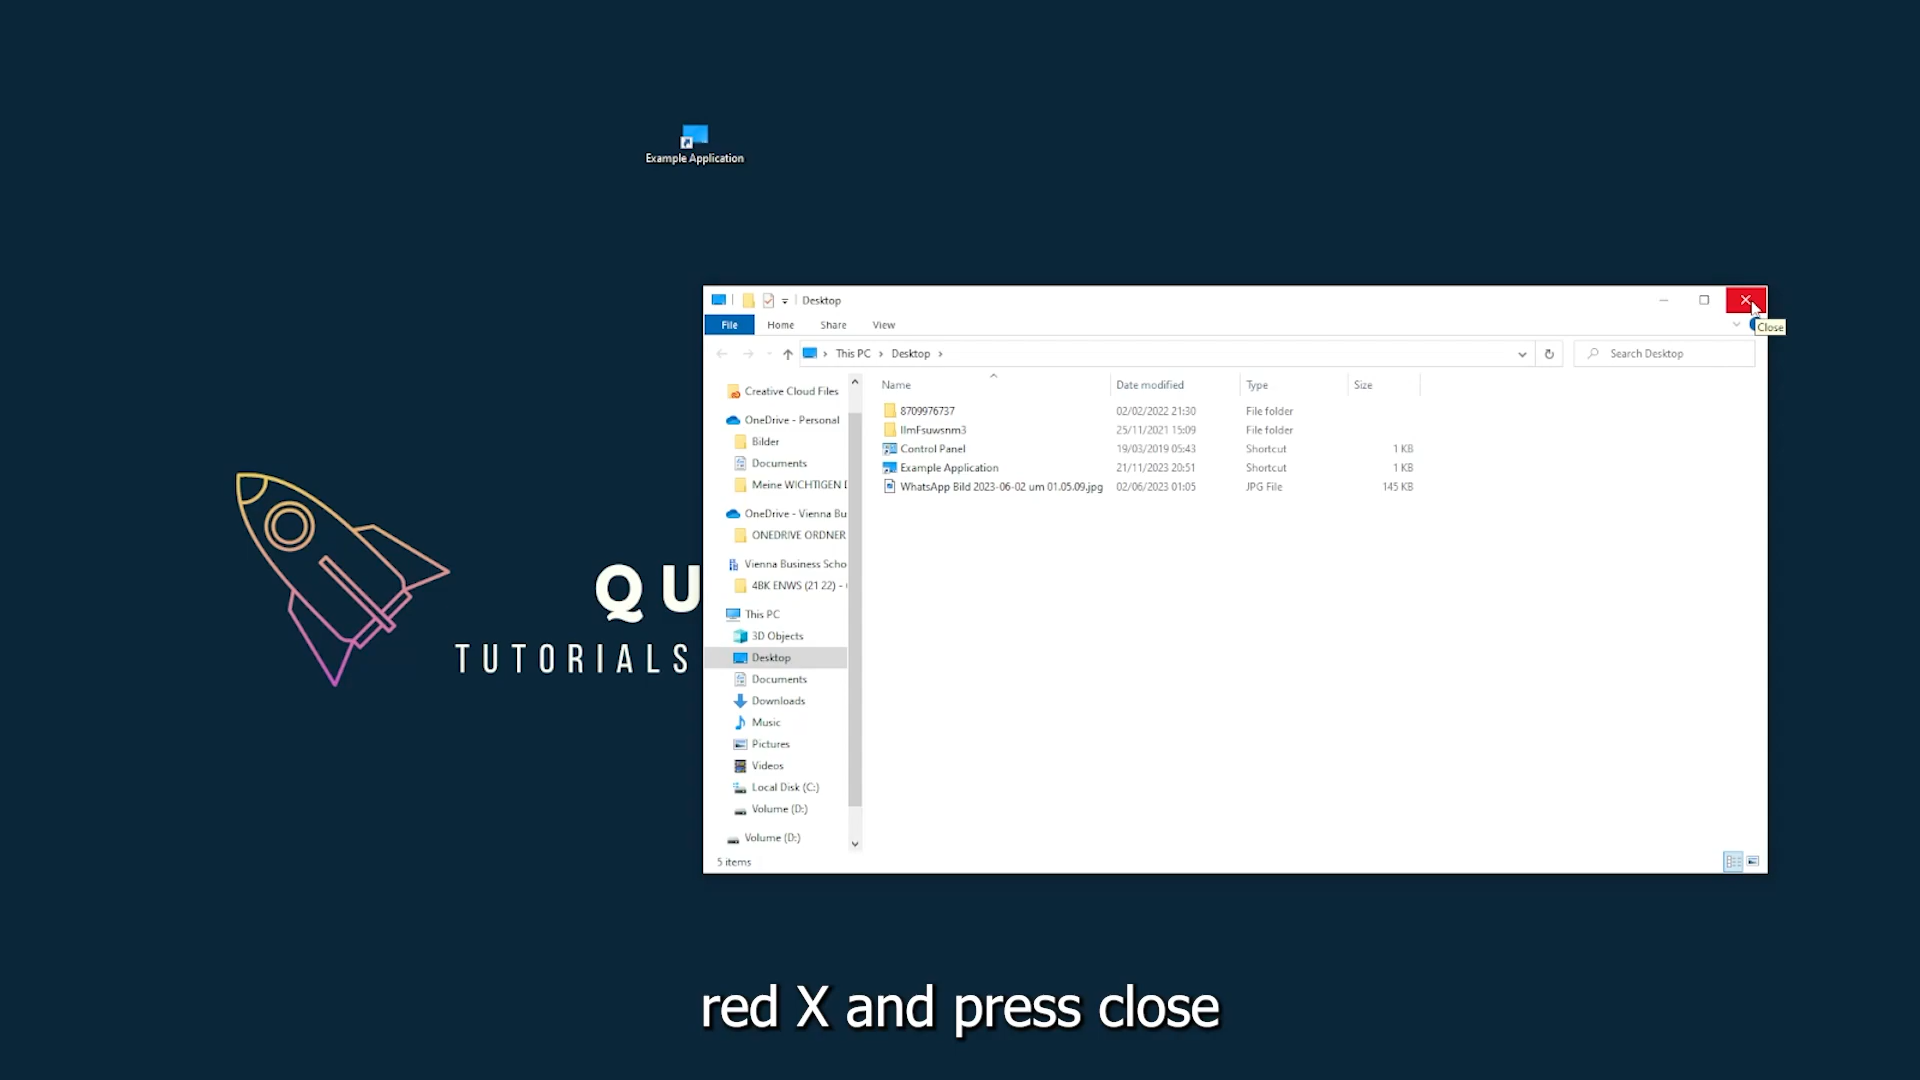 Example Application
Desktop
Close
File Home Share View
This PC Desktop
Search Desktop
Name Date modified Type Size
8709976737 02/02/2022 21:30 File folder
IImFsuwsnm3 25/11/2021 15:09 File folder
Control Panel 19/03/2019 05:43 Shortcut 1 KB
Example Application 21/11/2023 20:51 Shortcut 1 KB
WhatsApp Bild 2023-06-02 um 01.05.09.jpg 02/06/2023 01:05 JPG File 145 KB
Creative Cloud Files
OneDrive - Personal
Bilder
Documents
Meine WICHTIGEN
OneDrive - Vienna Bu
ONEDRIVE ORDNER
Vienna Business Scho
4BK ENWS (21 22) -
This PC
3D Objects
Desktop
Documents
Downloads
Music
Pictures
Videos
Local Disk (C:)
Volume (D:)
Volume (D:)
5 items
QU
TUTORIALS
red X and press close